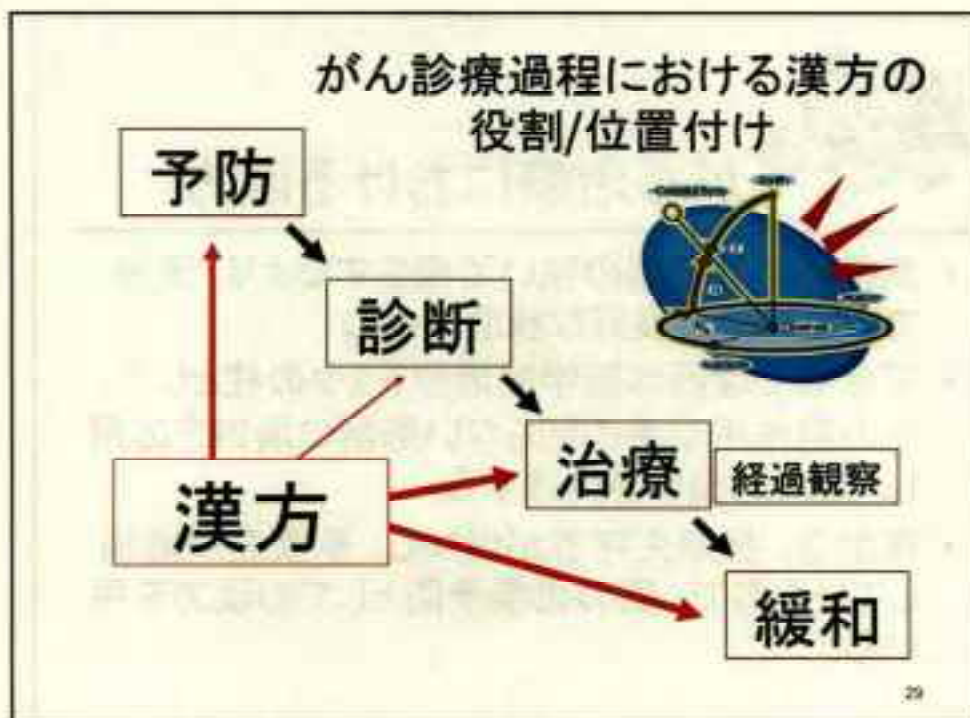 がん診療過程における漢方の
役割/位置付け
予防
診断
治療
経過観察
漢方
緩和
29